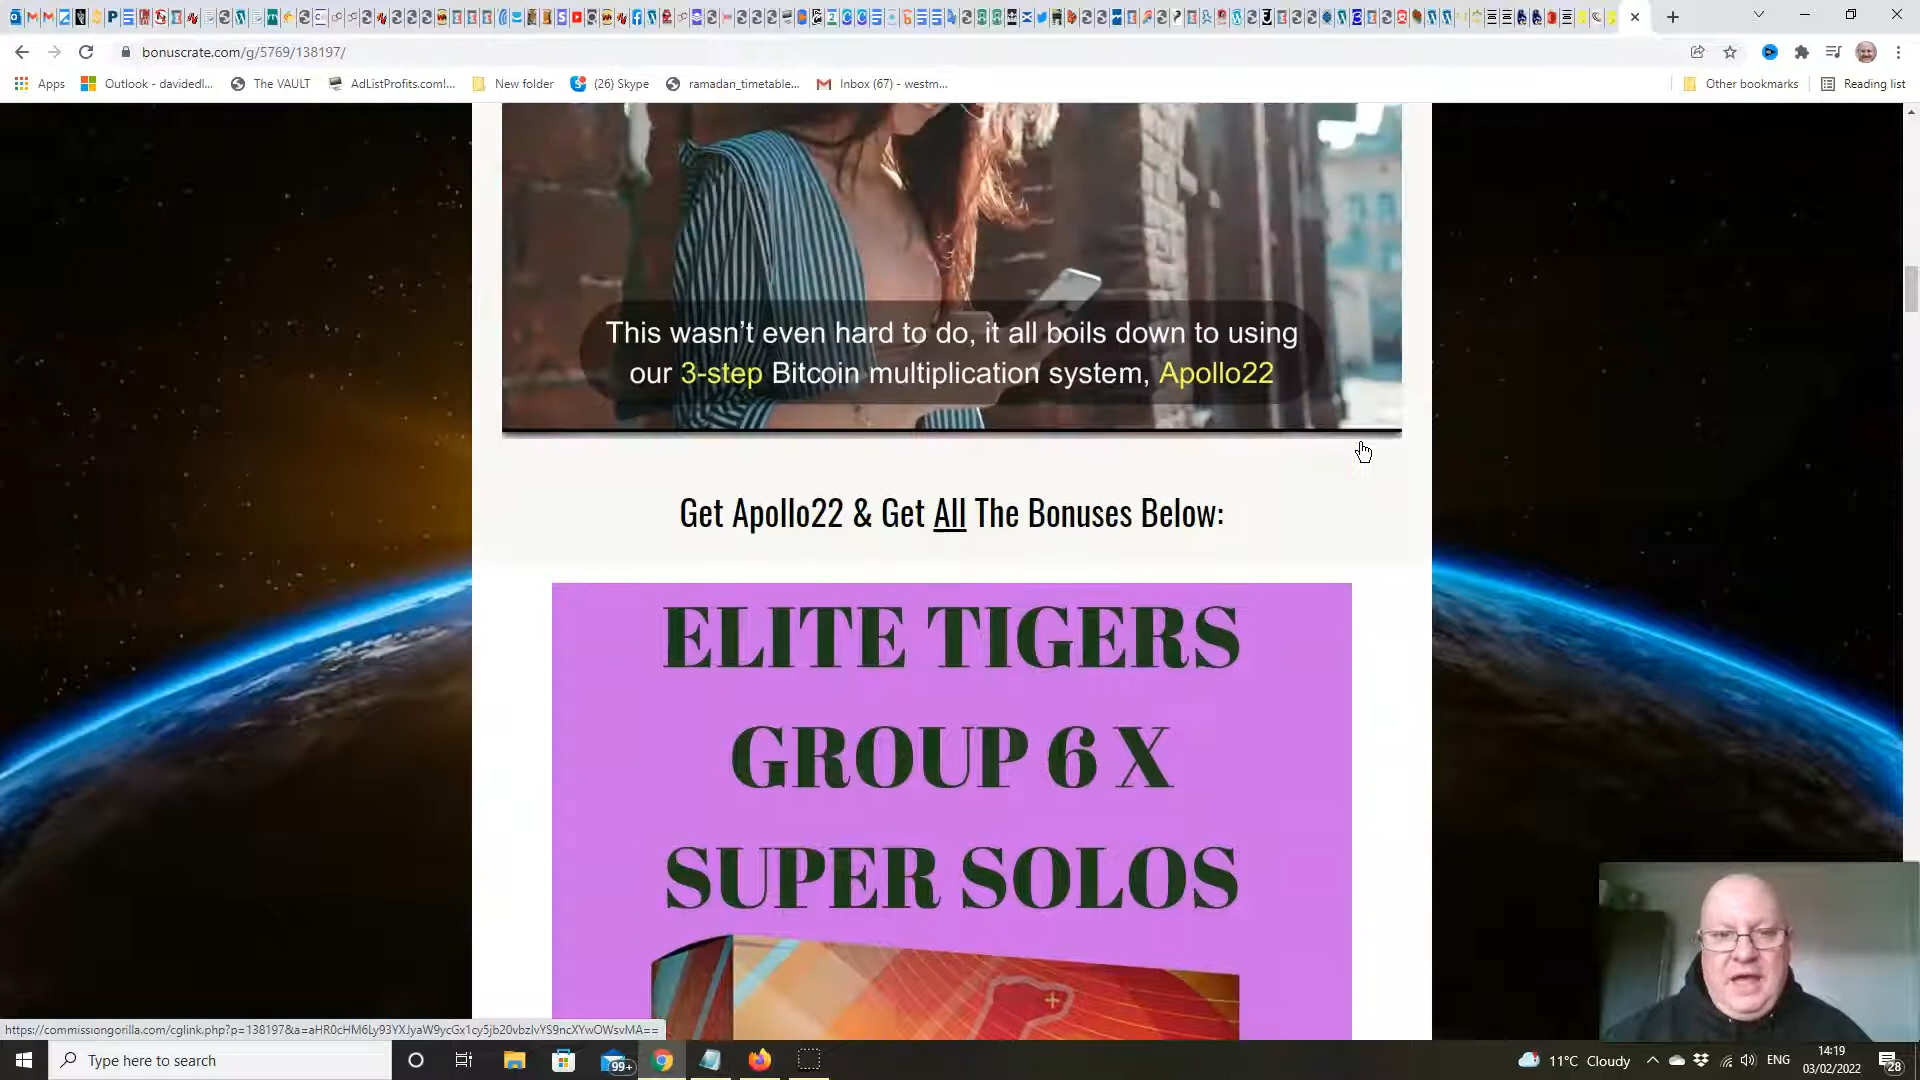 bonuscrate.com/g/5769/138197/
Apps
Outlook - davidedl...
The VAULT
AdListProfits.com!...
New folder
(26) Skype
ramadan_timetable...
Inbox (67) - westm...
Other bookmarks
Reading list
This wasn't even hard to do, it all boils down to using
our 3-step Bitcoin multiplication system, Apollo22
Get Apollo22 & Get All The Bonuses Below:
ELITE TIGERS
GROUP 6 X
SUPER SOLOS
Type here to search
99+
11°C Cloudy
ENG
14:19
03/02/2022
28